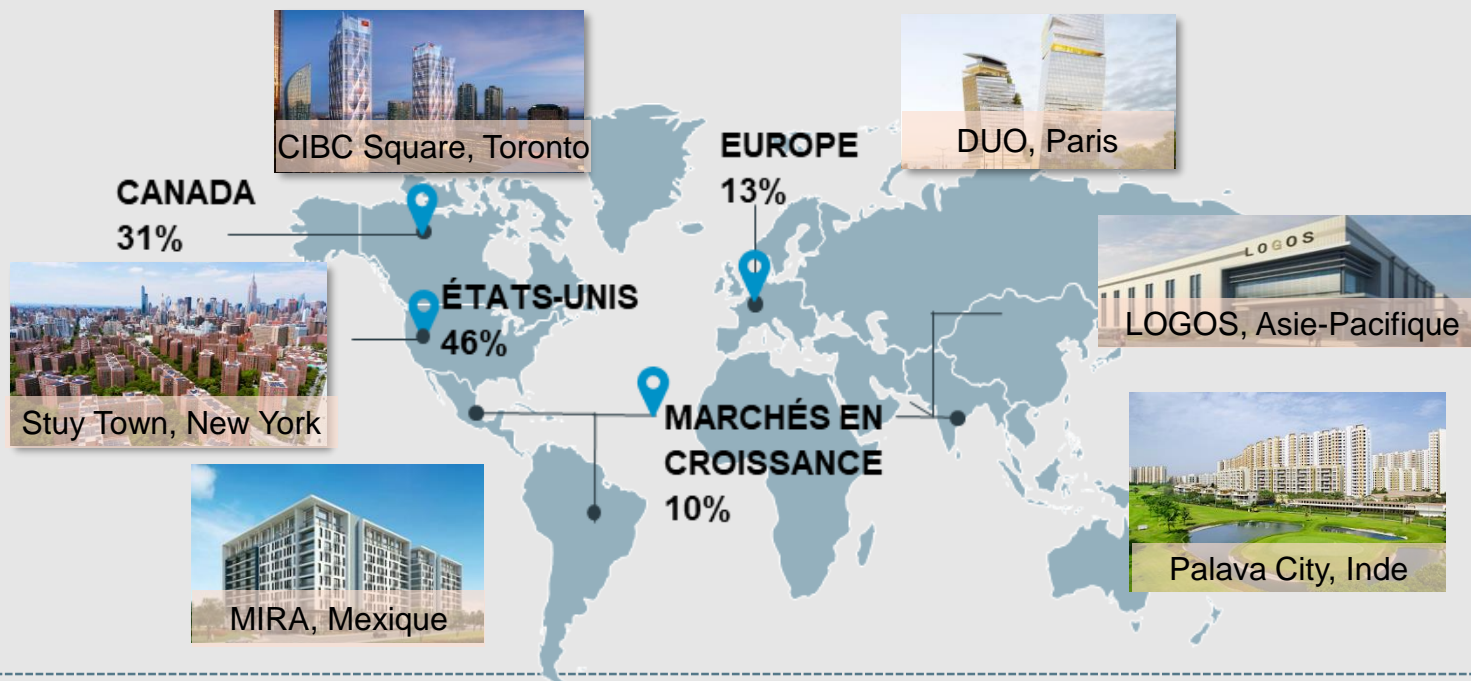 CIBC Square, Toronto
DUO, Paris
EUROPE
13%
CANADA
31%
LOGOS
LOGOS, Asie-Pacifique
ÉTATS-UNIS
46%
Stuy Town, New York
MARCHÉS EN
CROISSANCE
10%
MIRA, Mexique
Palava City, Inde